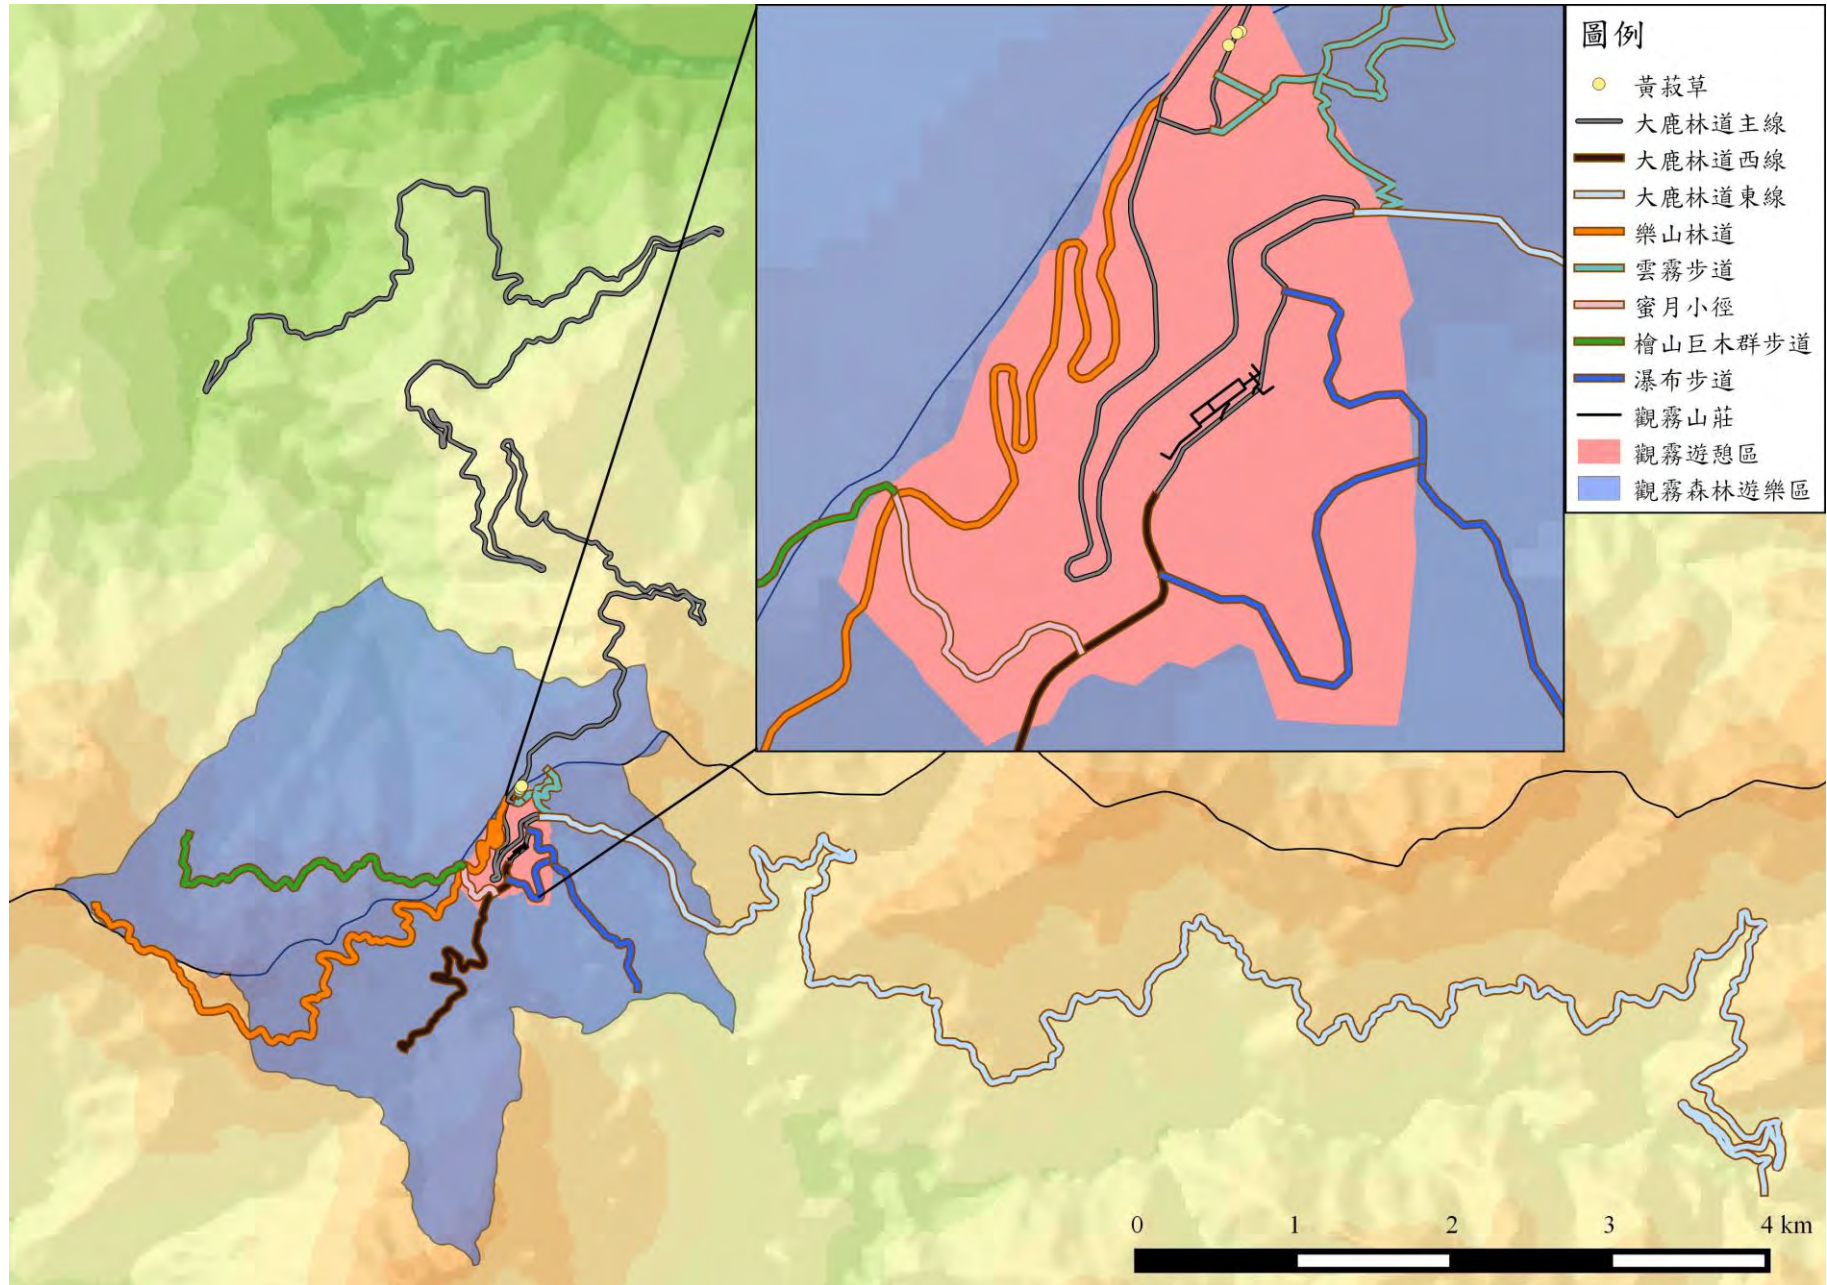 圖例
黃菽草
大鹿林道主線
大鹿林道西線
大鹿林道東線
樂山林道
雲霧步道
蜜月小徑
檜山巨木群步道
瀑布步道
觀霧山莊
觀霧遊憩區
觀霧森林遊樂區
0 1 2 3 4 km